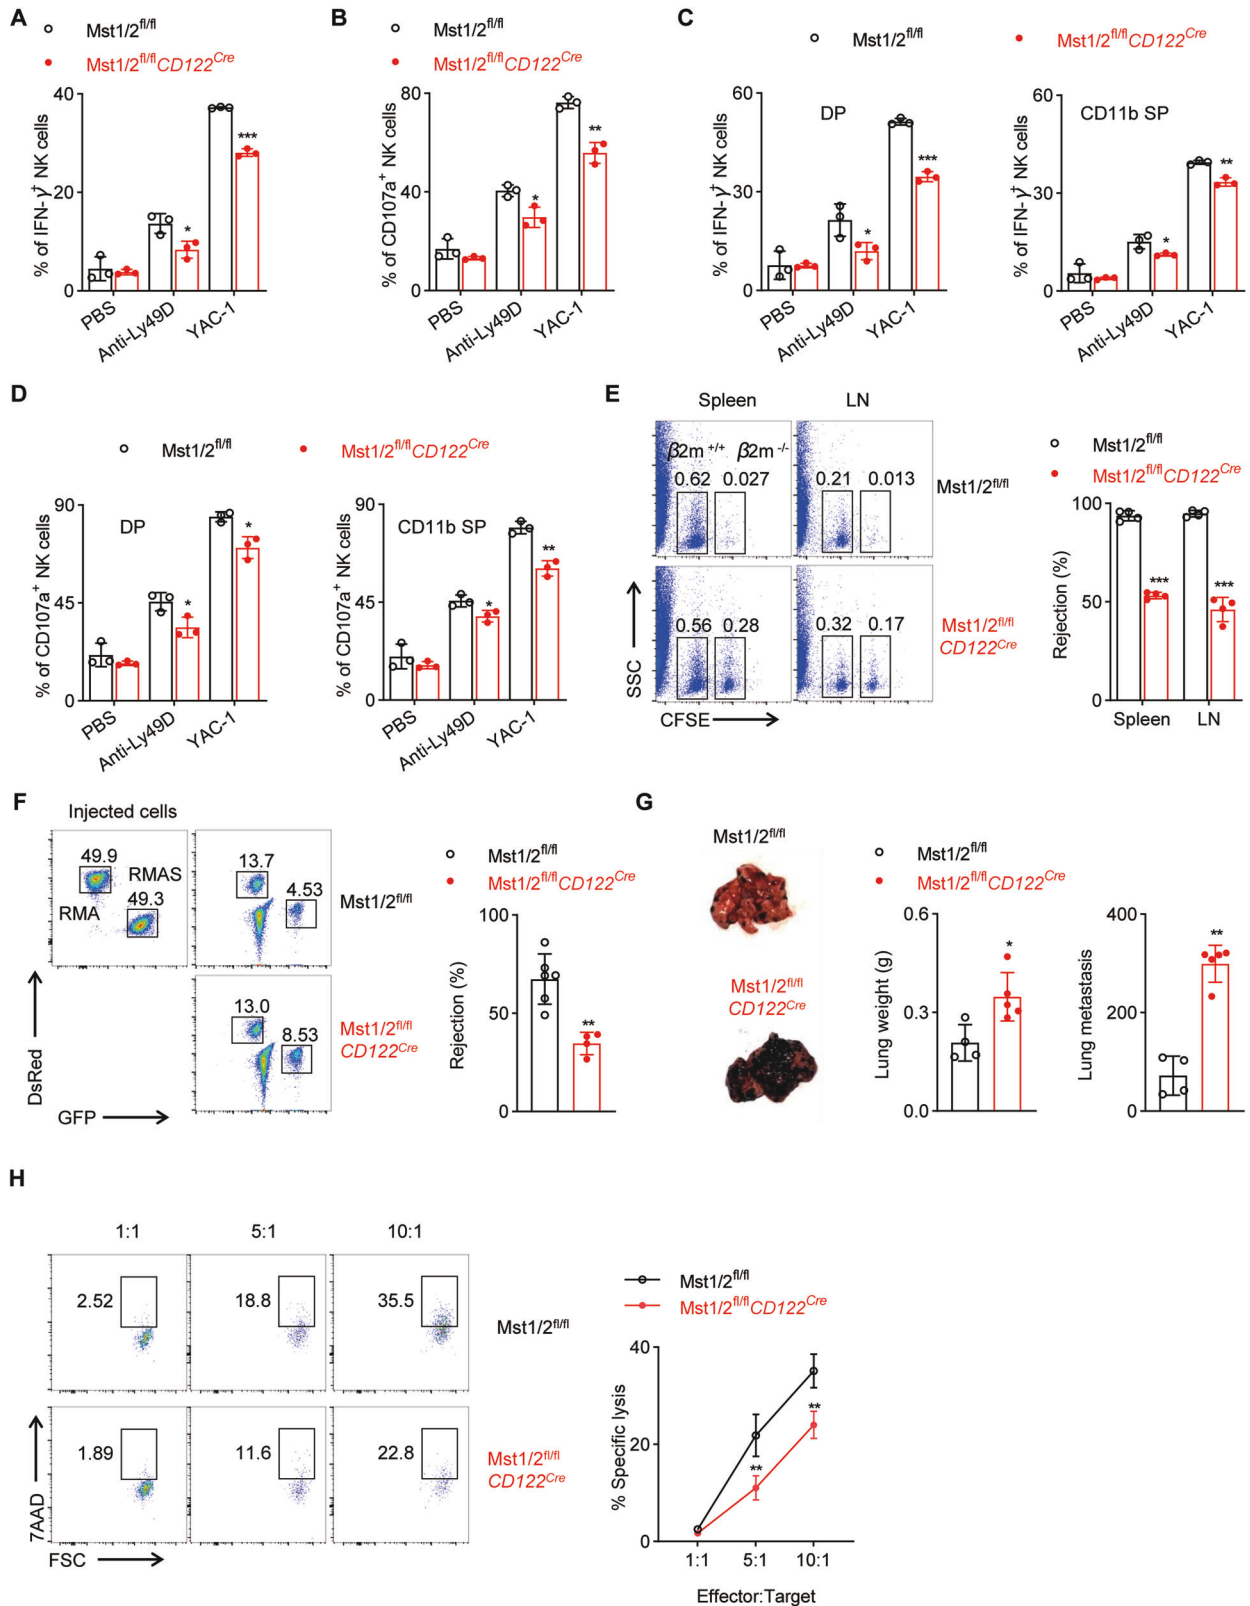 A
Mst1/2fl/fl
Mst1/2fl/flCD122Cre
% of IFN-γ+ NK cells
40
20
0
***
*
PBS
Anti-Ly49D
YAC-1
B
Mst1/2fl/fl
Mst1/2fl/flCD122Cre
% of CD107a+ NK cells
80
40
0
**
*
PBS
Anti-Ly49D
YAC-1
C
Mst1/2fl/fl
Mst1/2fl/flCD122Cre
% of IFN-γ+ NK cells
60
30
0
DP
***
*
PBS
Anti-Ly49D
YAC-1
% of IFN-γ+ NK cells
60
30
0
CD11b SP
**
*
PBS
Anti-Ly49D
YAC-1
D
Mst1/2fl/fl
Mst1/2fl/flCD122Cre
% of CD107a+ NK cells
90
45
0
DP
*
*
PBS
Anti-Ly49D
YAC-1
% of CD107a+ NK cells
90
45
0
CD11b SP
**
*
PBS
Anti-Ly49D
YAC-1
E
Spleen
LN
β2m+/+ β2m-/-
0.62 0.027
0.21 0.013
Mst1/2fl/fl
0.56 0.28
0.32 0.17
Mst1/2fl/fl
CD122Cre
SSC
CFSE
Mst1/2fl/fl
Mst1/2fl/flCD122Cre
Rejection (%)
100
50
0
***
***
Spleen
LN
F
Injected cells
49.9
RMAS
RMA
49.3
13.7
4.53
Mst1/2fl/fl
13.0
8.53
Mst1/2fl/fl
CD122Cre
DsRed
GFP
Mst1/2fl/fl
Mst1/2fl/flCD122Cre
Rejection (%)
100
50
0
**
G
Mst1/2fl/fl
Mst1/2fl/fl
CD122Cre
Mst1/2fl/fl
Mst1/2fl/flCD122Cre
Lung weight (g)
0.6
0.3
0.0
*
Lung metastasis
400
200
0
**
H
1:1
5:1
10:1
2.52
18.8
35.5
Mst1/2fl/fl
1.89
11.6
22.8
Mst1/2fl/fl
CD122Cre
7AAD
FSC
Mst1/2fl/fl
Mst1/2fl/flCD122Cre
% Specific lysis
40
20
0
**
**
1:1
5:1
10:1
Effector:Target